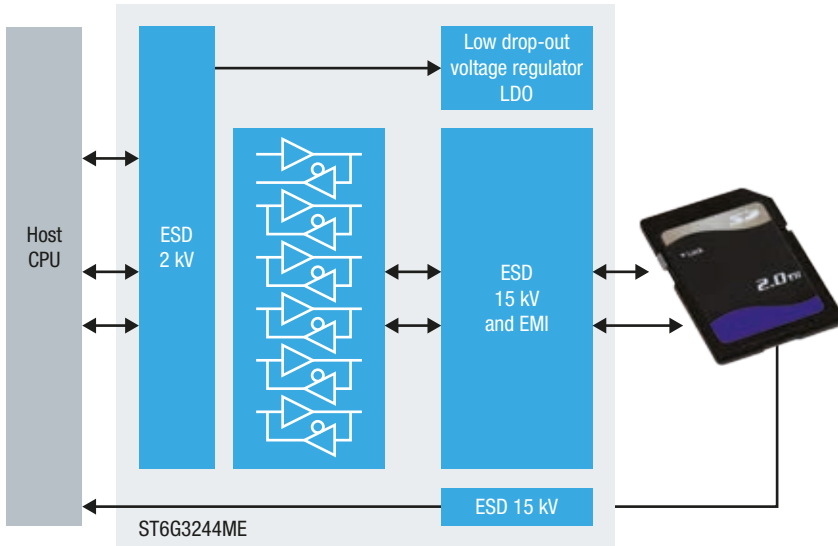 Low drop-out
voltage regulator
LDO
Host
CPU
ESD
2 kV
ESD
15 kV
and EMI
2.0
ESD 15 kV
ST6G3244ME